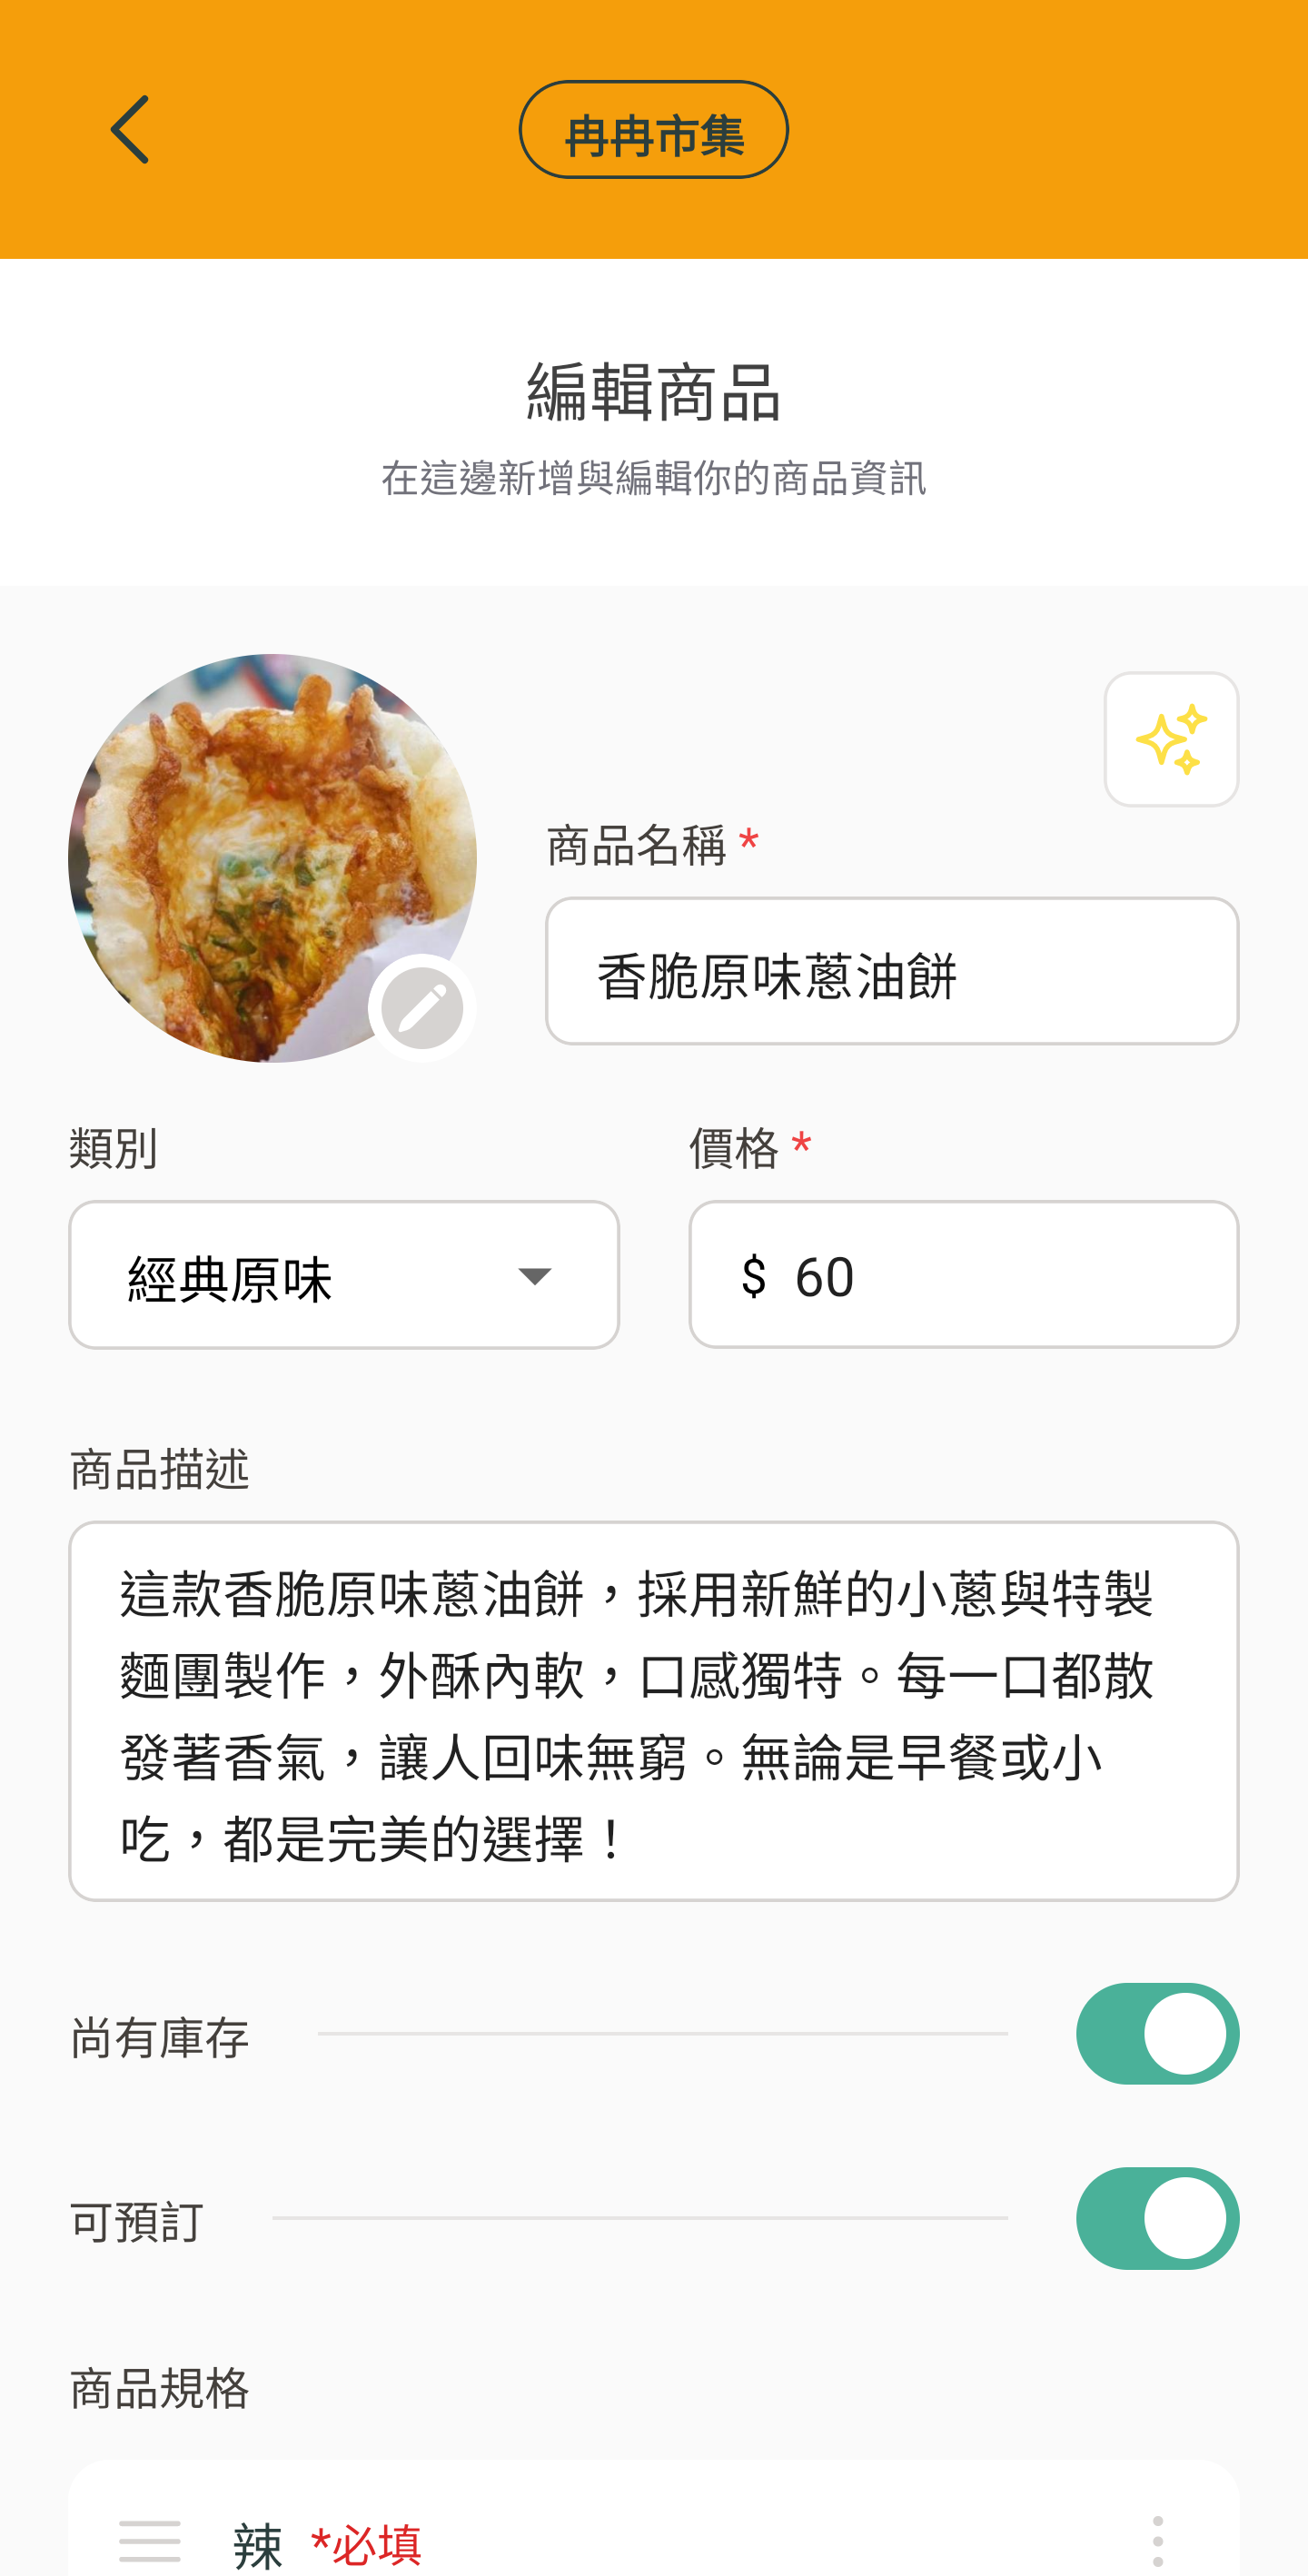 冉冉市集
編輯商品
在這邊新增與編輯你的商品資訊
商品名稱 *
香脆原味蔥油餅
類別
價格 *
經典原味
$ 60
商品描述
這款香脆原味蔥油餅，採用新鮮的小蔥與特製
麵團製作，外酥內軟，口感獨特。每一口都散
發著香氣，讓人回味無窮。無論是早餐或小
吃，都是完美的選擇！
尚有庫存
可預訂
商品規格
辣 *必填